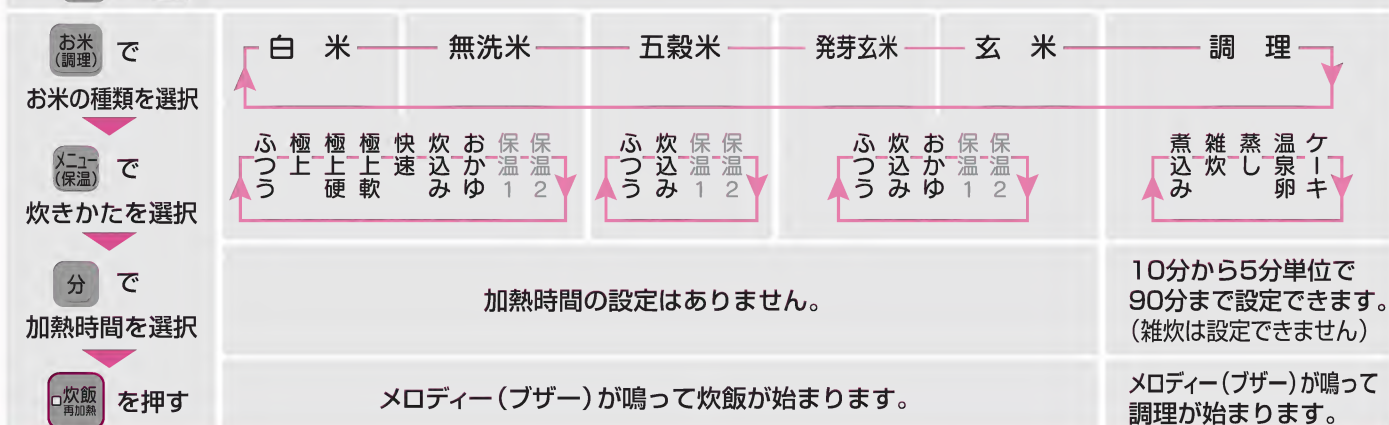 お米
(調理)
で
お米の種類を選択
白米
無洗米
五穀米
発芽玄米
玄米
調理
メニュー
(保温)
で
炊きかたを選択
ふつう
極上
極上硬
極上軟
快速
炊込み
おかゆ
保温1
保温2
ふつう
炊込み
保温1
保温2
ふつう
炊込み
おかゆ
保温1
保温2
煮込み
雑炊
蒸し
温泉卵
ケーキ
分
で
加熱時間を選択
加熱時間の設定はありません。
10分から5分単位で
90分まで設定できます。
(雑炊は設定できません)
炊飯
再加熱
を押す
メロディー(ブザー)が鳴って炊飯が始まります。
メロディー(ブザー)が鳴って
調理が始まります。